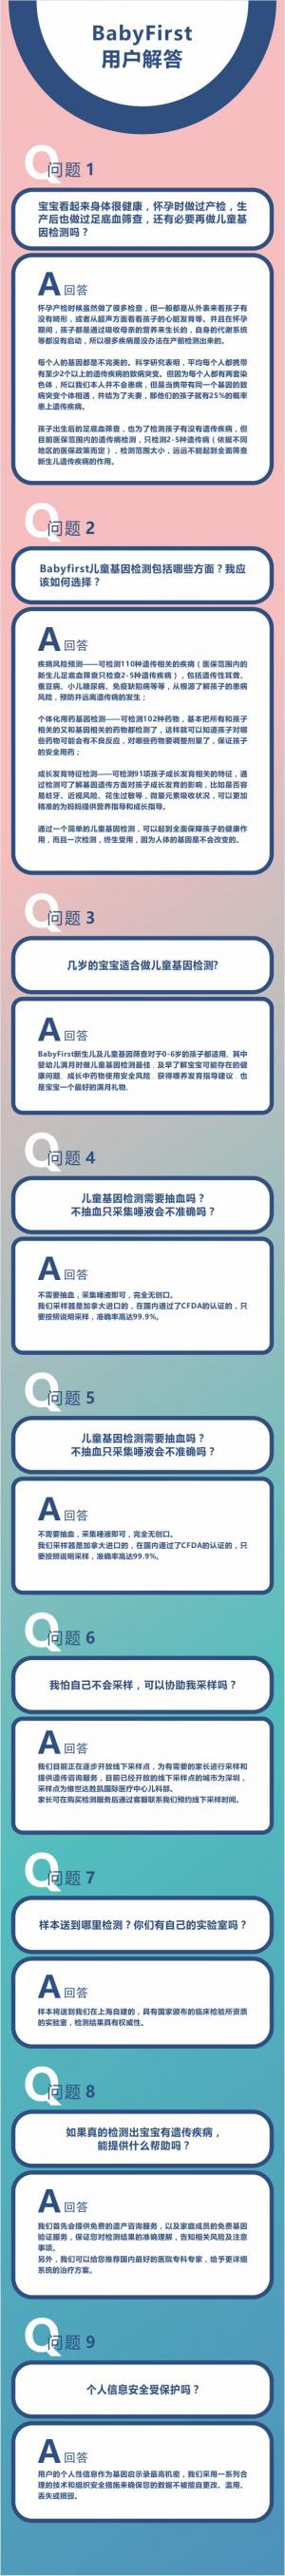 BabyFirst
用户解答
Q
问题 1
宝宝看起来身体很健康，怀孕时做过产检，生
产后也做过足底血筛查，还有必要再做儿童基
因检测吗？
A 回答
怀孕产检时候虽然做了很多检查，但一般都是从外表来看孩子有
没有畸形，或者从超声方面看看孩子的心脏发育等。并且在怀孕
期间，孩子都是通过吸收母亲的营养来生长的，自身的代谢系统
等都没有启动，所以很多疾病是没办法在产前检测出来的。
每个人的基因都是不完美的。科学研究表明，平均每个人都携带
有至少2个以上的遗传疾病的致病突变。但因为每个人都有两套染
色体，所以我们本人并不会患病，但是当携带有同一个基因的致
病突变个体相遇，并结为了夫妻，那他们的孩子就有25%的概率
患上遗传疾病。
孩子出生后的足底血筛查，也为了检测孩子有没有遗传疾病，但
目前医保范围内的遗传病检测，只检测2-5种遗传病（依据不同
地区的医保政策而定），检测范围太小，远远不能起到全面筛查
新生儿遗传疾病的作用。
Q
问题 2
Babyfirst儿童基因检测包括哪些方面？我应
该如何选择？
A 回答
疾病风险预测——可检测110种遗传相关的疾病（医保范围内的
新生儿足底血筛查只检查2-5种遗传疾病），包括遗传性耳聋、
蚕豆病、小儿糖尿病、免疫缺陷病等等，从根源了解孩子的患病
风险，预防并远离遗病的发生；
个体化用药基因检测——可检测102种药物，基本把所有和孩子
相关的又和基因相关的药物都检测了，这样就可以知道孩子对哪
些药物可能会有不良反应，对哪些药物要调整剂量了，保证孩子
的安全用药；
成长发育特征检测——可检测91项孩子成长发育相关的特征，通
过检测可了解基因遗传方面对孩子成长发育的影响，比如是否容
易蛀牙、近视风险、花生过敏等，微量元素吸收状况，可以更加
精准的为妈妈提供营养指导和成长指导。
通过一个简单的儿童基因检测，可以起到全面保障孩子的健康作
用，而且一次检测，终生受用，因为人体的基因是不会改变的。
Q
问题 3
几岁的宝宝适合做儿童基因检测?
A 回答
BabyFirst新生儿及儿童基因筛查对于0-6岁的孩子都适用，其中
婴幼儿满月时做儿童基因检测最佳，及早了解宝宝可能存在的健
康问题，成长中药物使用安全风险，获得喂养发育指导建议，也
是宝宝一个最好的满月礼物.
Q
问题 4
儿童基因检测需要抽血吗？
不抽血只采集唾液会不准确吗？
A 回答
不需要抽血，采集唾液即可，完全无创口。
我们采样器是加拿大进口的，在国内通过了CFDA的认证的，只
要按照说明采样，准确率高达99.9%。
Q
问题 5
儿童基因检测需要抽血吗？
不抽血只采集唾液会不准确吗？
A 回答
不需要抽血，采集唾液即可，完全无创口。
我们采样器是加拿大进口的，在国内通过了CFDA的认证的，只
要按照说明采样，准确率高达99.9%。
Q
问题 6
我怕自己不会采样，可以协助我采样吗？
A 回答
我们目前正在逐步开放线下采样点，为有需要的家长进行采样和
提供遗传咨询服务，目前已经开放的线下采样点的城市为深圳，
采样点为维世达胜凯国际医疗中心儿科部。
家长可在购买检测服务后通过客服联系我们预约线下采样时间。
Q
问题 7
样本送到哪里检测？你们有自己的实验室吗？
A 回答
样本将送到我们在上海自建的，具有国家颁布的临床检验所资质
的实验室，检测结果具有权威性。
Q
问题 8
如果真的检测出宝宝有遗传疾病，
能提供什么帮助吗？
A 回答
我们首先会提供免费的遗产咨询服务，以及家庭成员的免费基因
验证服务，保证您对检测结果的准确理解，告知相关风险及注意
事项。
另外，我们可以给您推荐国内最好的医院专科专家，给予更详细
系统的治疗方案。
Q
问题 9
个人信息安全受保护吗？
A 回答
用户的个人性信息作为基因启示录最高机密，我们采用一系列合
理的技术和组织安全措施来确保您的数据不被擅自更改、滥用、
丢失或损毁。